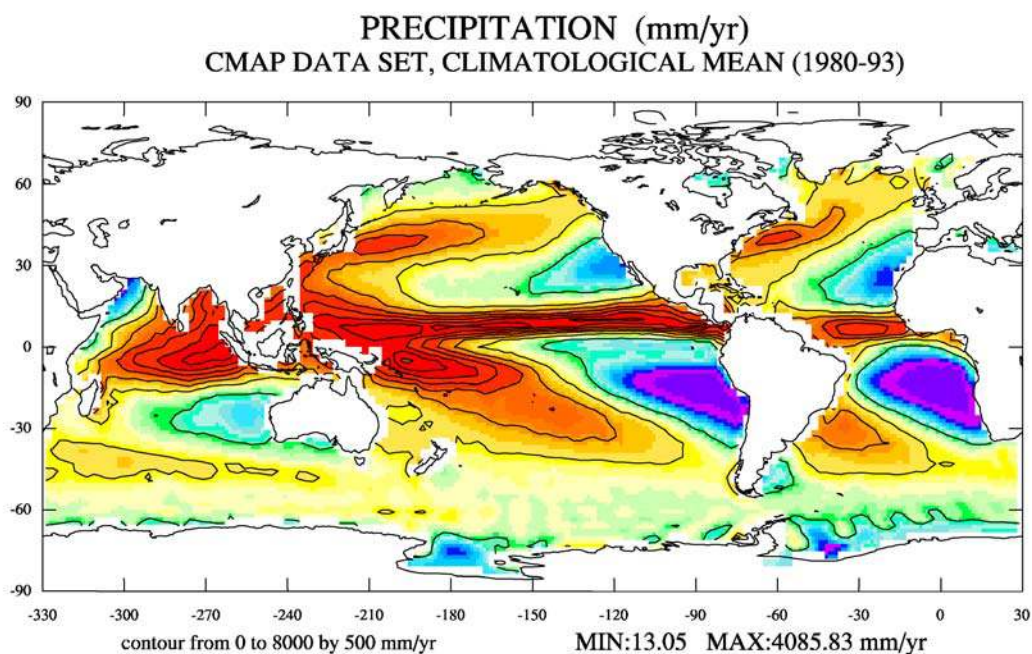 PRECIPITATION (mm/yr)
CMAP DATA SET, CLIMATOLOGICAL MEAN (1980-93)
90
60
30
0
-30
-60
-90
-330 -300 -270 -240 -210 -180 -150 -120 -90 -60 -30 0 30
contour from 0 to 8000 by 500 mm/yr MIN:13.05 MAX:4085.83 mm/yr